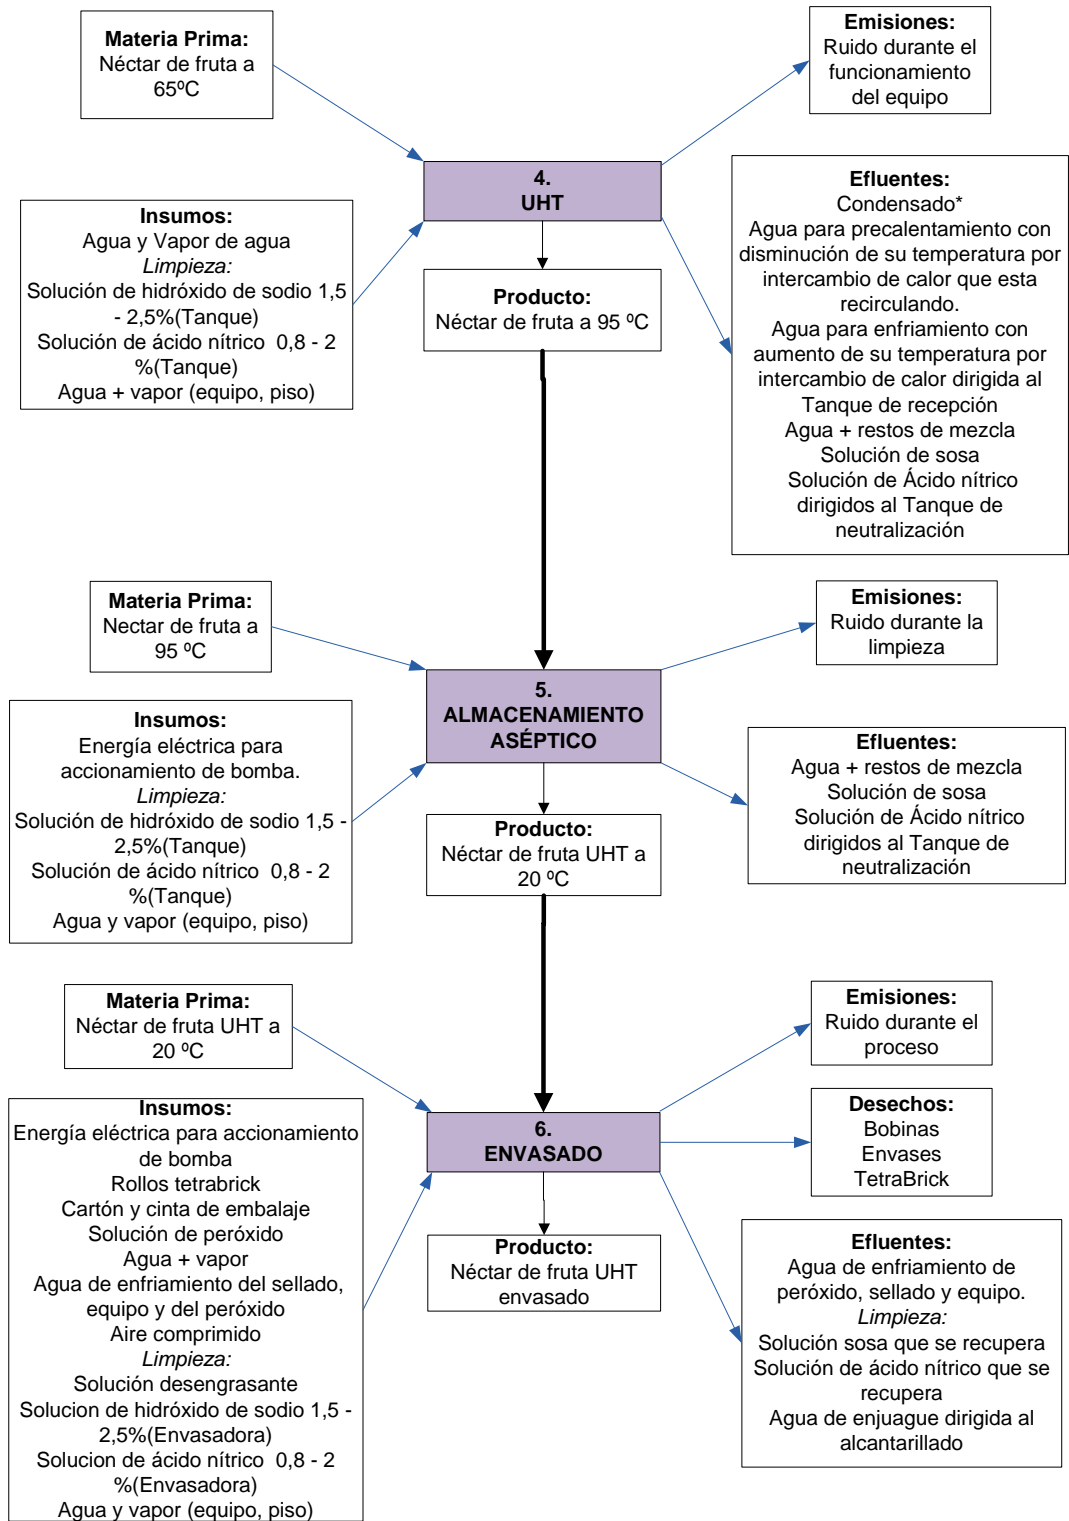 Materia Prima:
Néctar de fruta a
65ºC
Emisiones:
Ruido durante el
funcionamiento
del equipo
4.
UHT
Insumos:
Agua y Vapor de agua
Limpieza:
Solución de hidróxido de sodio 1,5
- 2,5%(Tanque)
Solución de ácido nítrico  0,8 - 2
%(Tanque)
Agua + vapor (equipo, piso)
Producto:
Néctar de fruta a 95 ºC
Efluentes:
Condensado*
Agua para precalentamiento con
disminución de su temperatura por
intercambio de calor que esta
recirculando.
Agua para enfriamiento con
aumento de su temperatura por
intercambio de calor dirigida al
Tanque de recepción
Agua + restos de mezcla
Solución de sosa
Solución de Ácido nítrico
dirigidos al Tanque de
neutralización
Materia Prima:
Nectar de fruta a
95 ºC
Emisiones:
Ruido durante la
limpieza
5.
ALMACENAMIENTO
ASÉPTICO
Insumos:
Energía eléctrica para
accionamiento de bomba.
Limpieza:
Solución de hidróxido de sodio 1,5 -
2,5%(Tanque)
Solución de ácido nítrico  0,8 - 2
%(Tanque)
Agua y vapor (equipo, piso)
Producto:
Néctar de fruta UHT a
20 ºC
Efluentes:
Agua + restos de mezcla
Solución de sosa
Solución de Ácido nítrico
dirigidos al Tanque de
neutralización
Materia Prima:
Néctar de fruta UHT a
20 ºC
Emisiones:
Ruido durante el
proceso
6.
ENVASADO
Desechos:
Bobinas
Envases
TetraBrick
Insumos:
Energía eléctrica para accionamiento
de bomba
Rollos tetrabrick
Cartón y cinta de embalaje
Solución de peróxido
Agua + vapor
Agua de enfriamiento del sellado,
equipo y del peróxido
Aire comprimido
Limpieza:
Solución desengrasante
Solucion de hidróxido de sodio 1,5 -
2,5%(Envasadora)
Solucion de ácido nítrico  0,8 - 2
%(Envasadora)
Agua y vapor (equipo, piso)
Producto:
Néctar de fruta UHT
envasado
Efluentes:
Agua de enfriamiento de
peróxido, sellado y equipo.
Limpieza:
Solución sosa que se recupera
Solución de ácido nítrico que se
recupera
Agua de enjuague dirigida al
alcantarillado